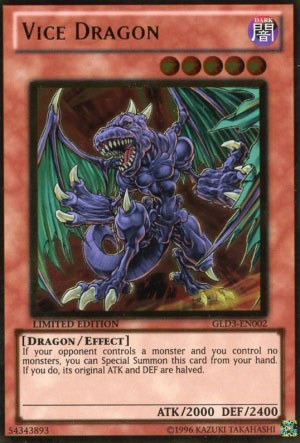 VICE DRAGON
DARK
闇
LIMITED EDITION GLD3-EN002
[DRAGON/EFFECT]
If your opponent controls a monster and you control no
monsters, you can Special Summon this card from your hand.
If you do, its original ATK and DEF are halved.
ATK/2000 DEF/2400
54343893 ©1996 KAZUKI TAKAHASHI